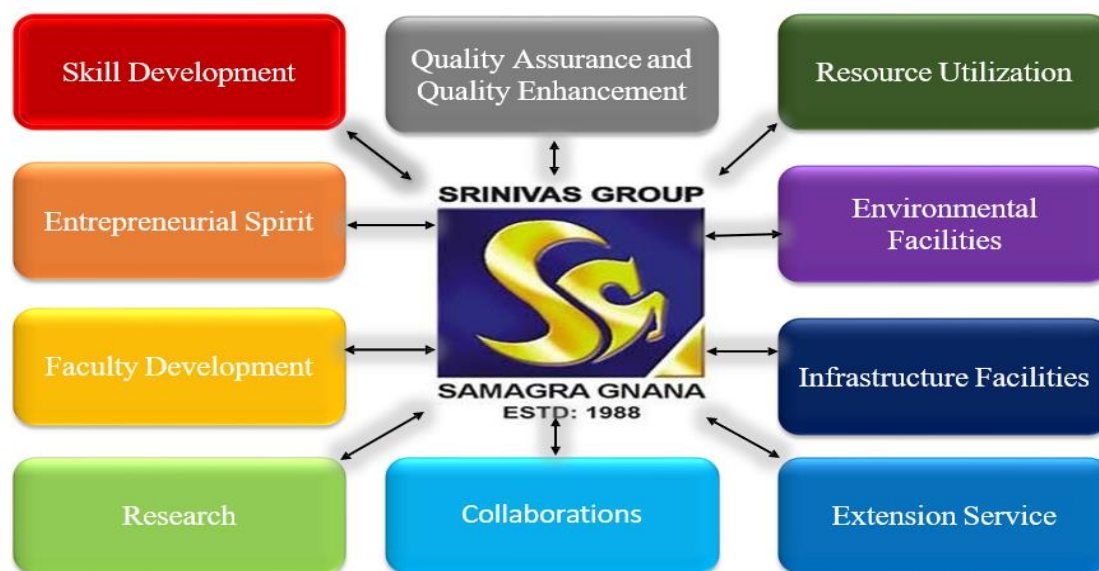 Skill Development
Quality Assurance and
Quality Enhancement
Resource Utilization
Entrepreneurial Spirit
SRINIVAS GROUP
Environmental
Facilities
Faculty Development
SAMAGRA GNANA
ESTD: 1988
Infrastructure Facilities
Research
Collaborations
Extension Service